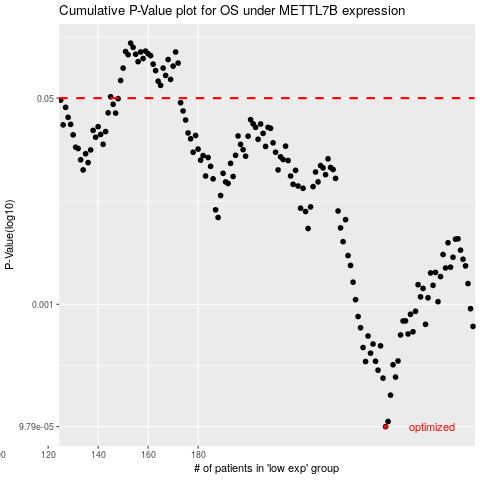 Cumulative P-Value plot for OS under METTL7B expression
P-Value(log10)
0.05
0.001
9.79e-05
optimized
120 140 160 180
# of patients in 'low exp' group